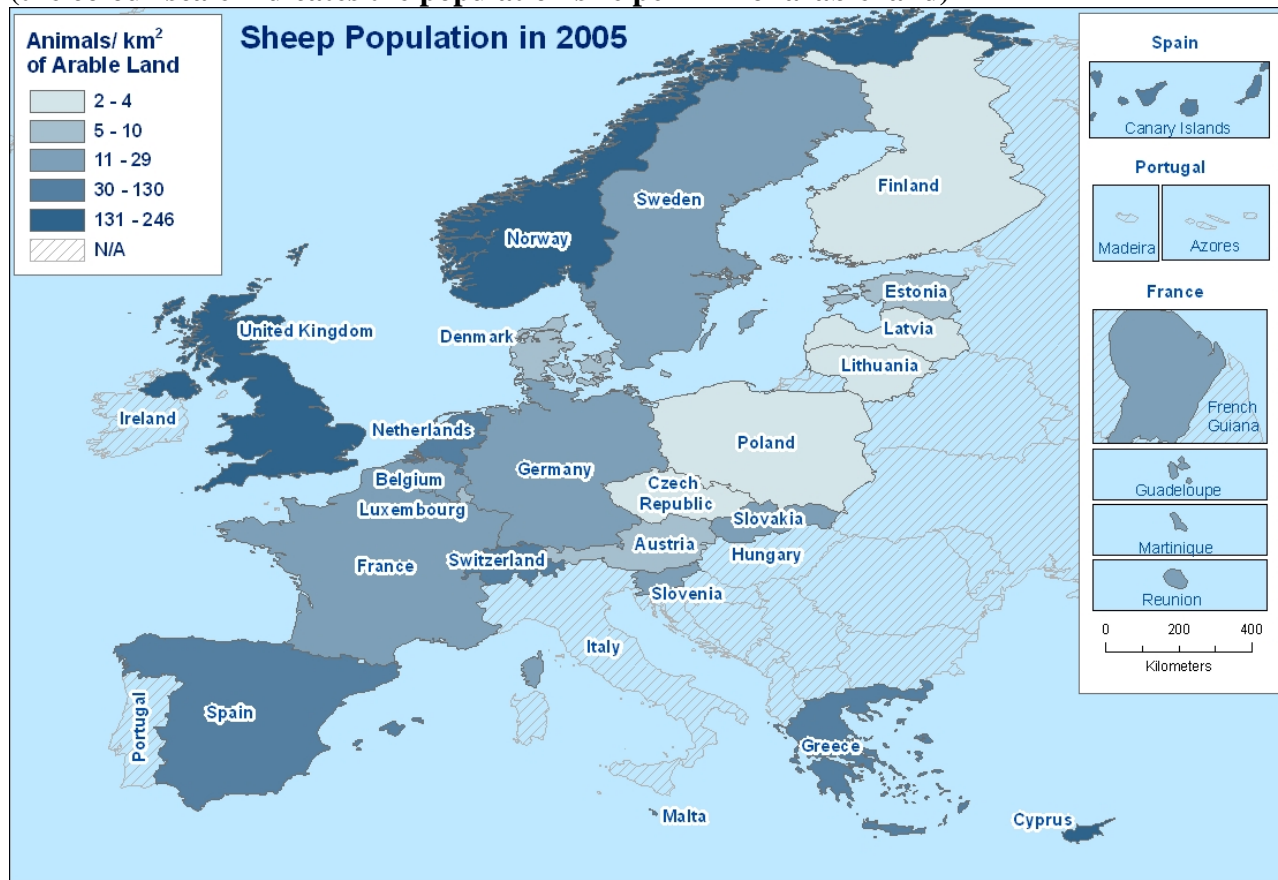 Sheep Population in 2005
Animals/ km2
of Arable Land
2 - 4
5 - 10
11 - 29
30 - 130
131 - 246
N/A
Norway
Sweden
Finland
Estonia
Latvia
Lithuania
United Kingdom
Denmark
Ireland
Netherlands
Poland
Germany
Belgium
Czech
Republic
Luxembourg
Slovakia
Austria
Hungary
Switzerland
France
Slovenia
Italy
Portugal
Spain
Greece
Malta
Cyprus
Spain
Canary Islands
Portugal
Madeira
Azores
France
French
Guiana
Guadeloupe
Martinique
Reunion
0 200 400
Kilometers